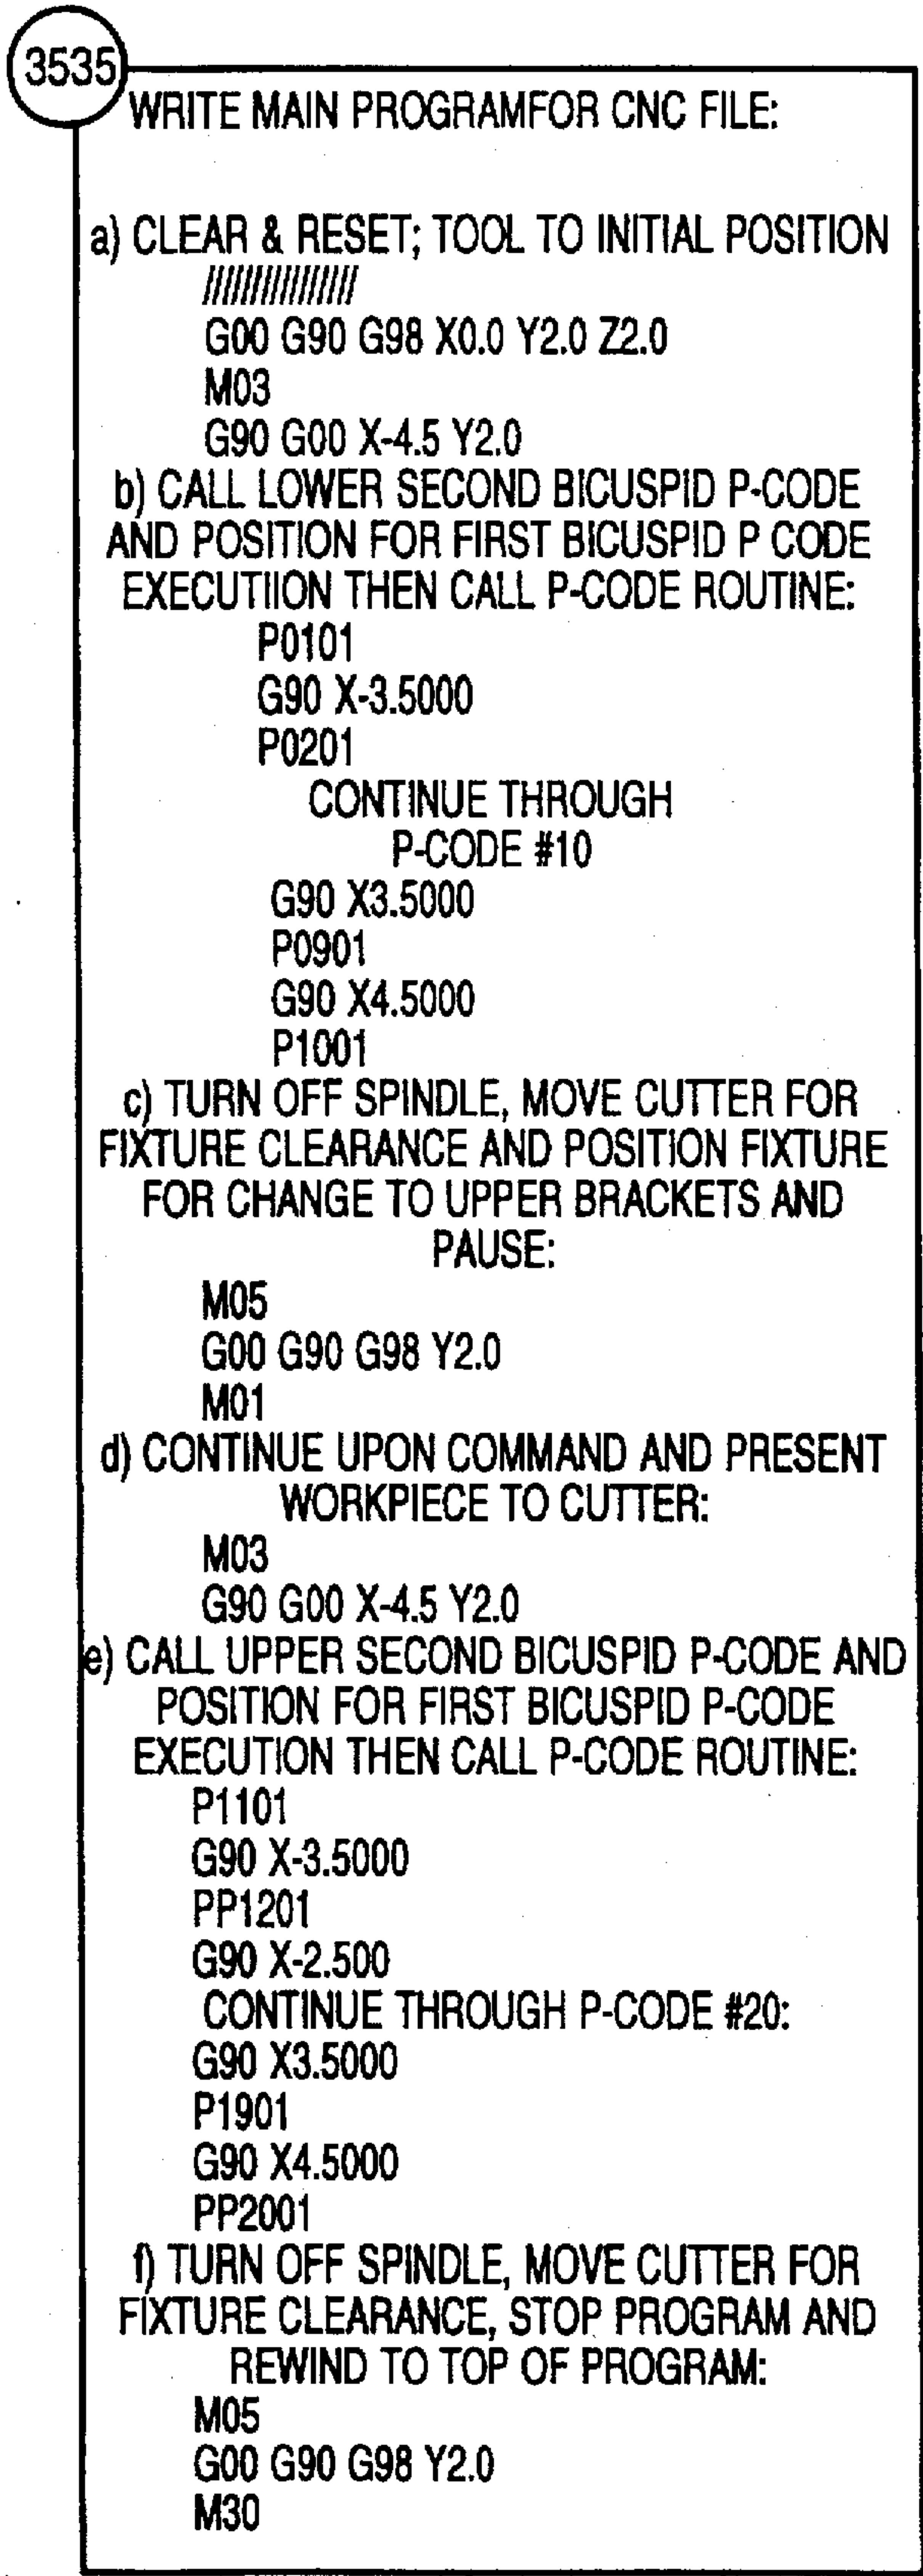 3535
WRITE MAIN PROGRAMFOR CNC FILE:
a) CLEAR & RESET; TOOL TO INITIAL POSITION
////////////////
G00 G90 G98 X0.0 Y2.0 Z2.0
M03
G90 G00 X-4.5 Y2.0
b) CALL LOWER SECOND BICUSPID P-CODE
AND POSITION FOR FIRST BICUSPID P CODE
EXECUTIION THEN CALL P-CODE ROUTINE:
P0101
G90 X-3.5000
P0201
CONTINUE THROUGH
P-CODE #10
G90 X3.5000
P0901
G90 X4.5000
P1001
c) TURN OFF SPINDLE, MOVE CUTTER FOR
FIXTURE CLEARANCE AND POSITION FIXTURE
FOR CHANGE TO UPPER BRACKETS AND
PAUSE:
M05
G00 G90 G98 Y2.0
M01
d) CONTINUE UPON COMMAND AND PRESENT
WORKPIECE TO CUTTER:
M03
G90 G00 X-4.5 Y2.0
e) CALL UPPER SECOND BICUSPID P-CODE AND
POSITION FOR FIRST BICUSPID P-CODE
EXECUTION THEN CALL P-CODE ROUTINE:
P1101
G90 X-3.5000
PP1201
G90 X-2.500
CONTINUE THROUGH P-CODE #20:
G90 X3.5000
P1901
G90 X4.5000
PP2001
f) TURN OFF SPINDLE, MOVE CUTTER FOR
FIXTURE CLEARANCE, STOP PROGRAM AND
REWIND TO TOP OF PROGRAM:
M05
G00 G90 G98 Y2.0
M30